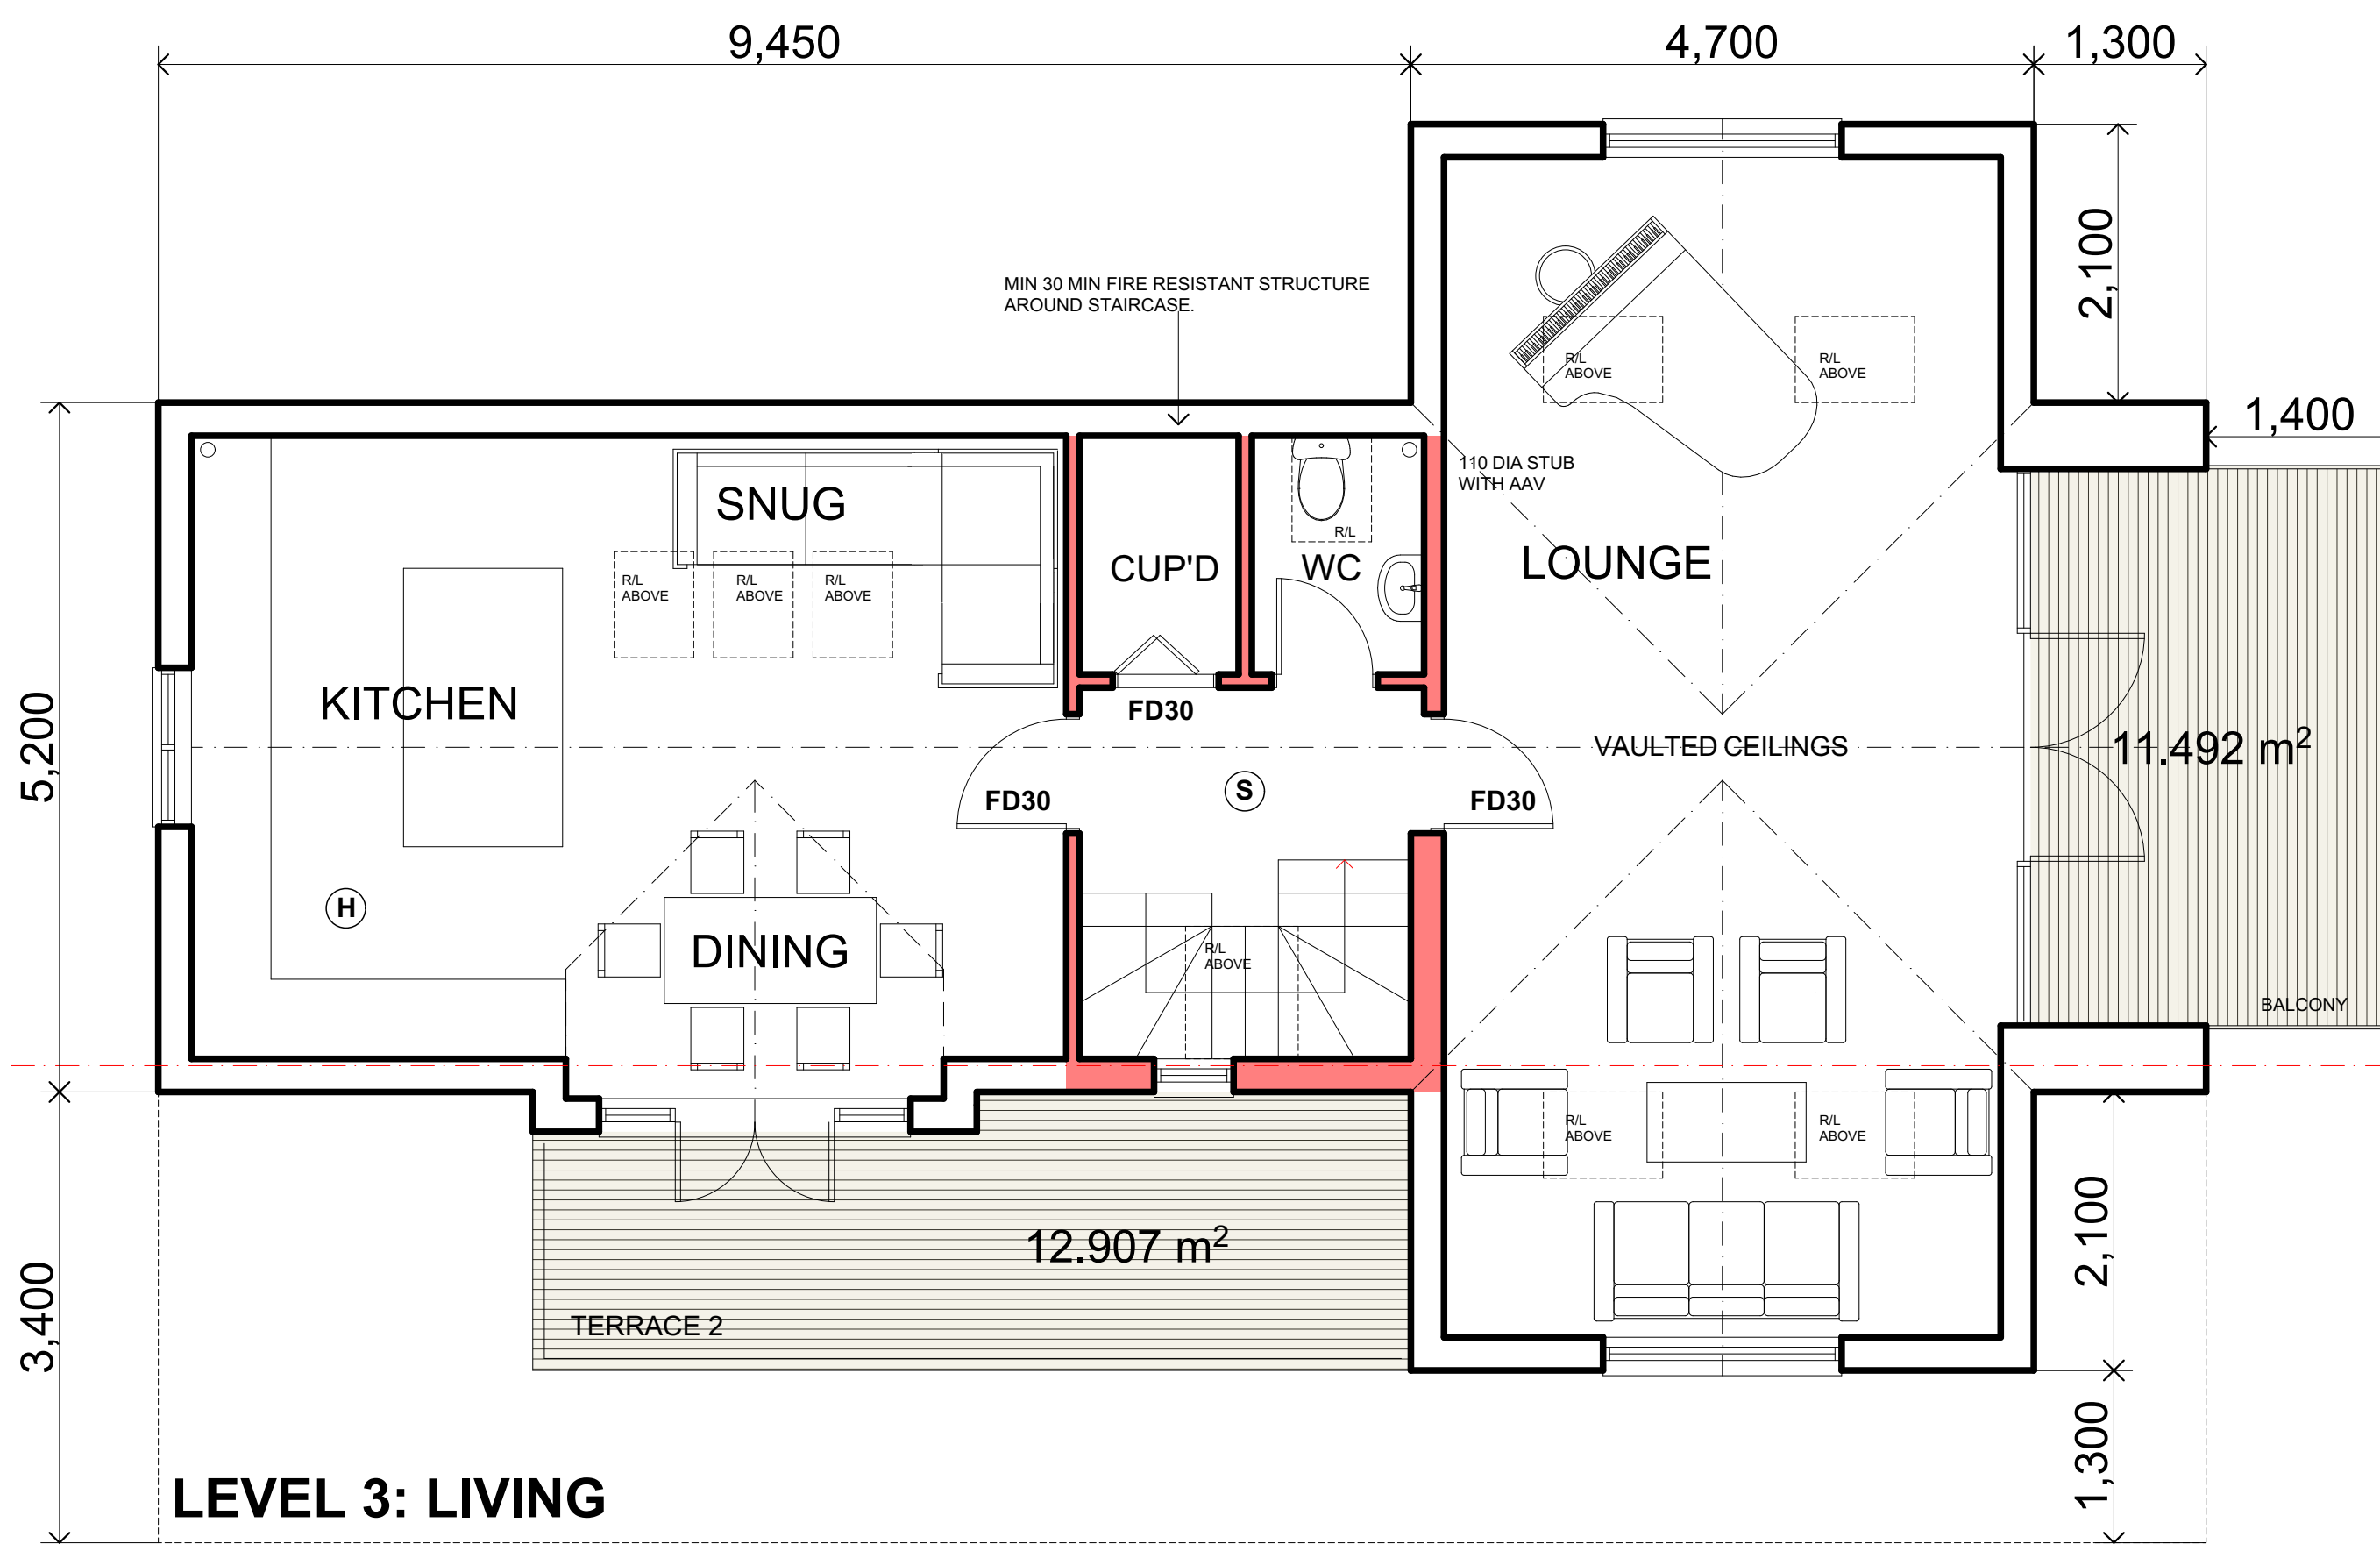 9,450
4,700
1,300
2,100
MIN 30 MIN FIRE RESISTANT STRUCTURE
AROUND STAIRCASE.
R/L
ABOVE
R/L
ABOVE
1,400
110 DIA STUB
WITH AAV
SNUG
R/L
CUP'D
WC
LOUNGE
R/L
ABOVE
R/L
ABOVE
R/L
ABOVE
KITCHEN
FD30
5,200
VAULTED CEILINGS
11.492 m²
FD30
S
FD30
H
DINING
R/L
ABOVE
BALCONY
R/L
ABOVE
R/L
ABOVE
2,100
12.907 m²
TERRACE 2
3,400
1,300
LEVEL 3: LIVING